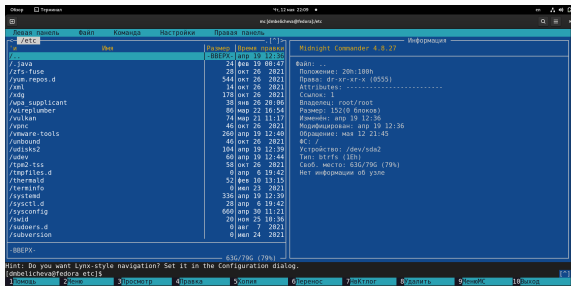 Обзор Терминал Чт, 12 мая 22:09 en
mc [dmbelicheva@fedora]:/etc
Левая панель Файл Команда Настройки Правая панель
/etc .[^]> Информация
'и Имя Размер Время правки Midnight Commander 4.8.27
/.. -ВВЕРХ- апр 19 12:36
/.java 24 фев 19 00:47 Файл: ..
/zfs-fuse 28 окт 26 2021 Положение: 20h:100h
/yum.repos.d 544 окт 26 2021 Права: dr-xr-xr-x (0555)
/xml 14 окт 26 2021 Attributes: ------------------------
/xdg 178 окт 26 2021 Ссылок: 1
/wpa_supplicant 38 янв 26 20:06 Владелец: root/root
/wireplumber 86 мар 22 16:54 Размер: 152(0 блоков)
/vulkan 74 мар 21 11:17 Изменён: апр 19 12:36
/vpnc 46 окт 26 2021 Модифицирован: апр 19 12:36
/vmware-tools 260 апр 19 12:40 Обращение: мая 12 21:45
/unbound 46 окт 26 2021 ФС: /
/udisks2 104 апр 19 12:39 Устройство: /dev/sda2
/udev 60 апр 19 12:44 Тип: btrfs (1Eh)
/tpm2-tss 58 окт 26 2021 Своб. место: 63G/79G (79%)
/tmpfiles.d 0 апр 6 19:42 Нет информации об узле
/thermald 52 фев 10 13:15
/terminfo 0 июл 23 2021
/systemd 336 апр 19 12:39
/sysctl.d 28 апр 6 19:42
/sysconfig 660 апр 30 11:21
/swid 20 ноя 25 10:36
/sudoers.d 0 авг 7 2021
/subversion 0 июл 24 2021
-ВВЕРХ-
63G/79G (79%)
Hint: Do you want Lynx-style navigation? Set it in the Configuration dialog.
[dmbelicheva@fedora etc]$ [^]
1Помощь 2Меню 3Просмотр 4Правка 5Копия 6Перенос 7НвКтлог 8Удалить 9МенюМС 10Выход